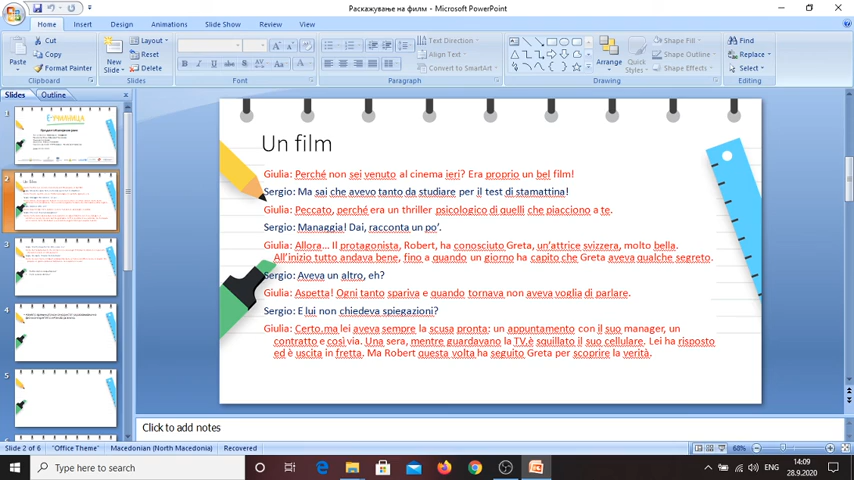 Раскажување на филм - Microsoft PowerPoint
Home
Insert
Design
Animations
Slide Show
Review
View
Cut
Copy
Format Painter
Paste
Clipboard
New Slide
Layout
Reset
Delete
Slides
Font
Text Direction
Align Text
Convert to SmartArt
Paragraph
Arrange
Quick Styles
Shape Fill
Shape Outline
Shape Effects
Drawing
Find
Replace
Select
Editing
Slides
Outline
1
2
3
4
5
Un film
Giulia: Perché non sei venuto al cinema ieri? Era proprio un bel film!
Sergio: Ma sai che avevo tanto da studiare per il test di stamattina!
Giulia: Peccato, perché era un thriller psicologico di quelli che piacciono a te.
Sergio: Managgia! Dai, racconta un po’.
Giulia: Allora… Il protagonista, Robert, ha conosciuto Greta, un’attrice svizzera, molto bella.
All’inizio tutto andava bene, fino a quando un giorno ha capito che Greta aveva qualche segreto.
Sergio: Aveva un altro, eh?
Giulia: Aspetta! Ogni tanto spariva e quando tornava non aveva voglia di parlare.
Sergio: E lui non chiedeva spiegazioni?
Giulia: Certo,ma lei aveva sempre la scusa pronta: un appuntamento con il suo manager, un
contratto e così via. Una sera, mentre guardavano la TV,è squillato il suo cellulare. Lei ha risposto
ed è uscita in fretta. Ma Robert questa volta ha seguito Greta per scoprire la verità.
Click to add notes
Slide 2 of 6
"Office Theme"
Macedonian (North Macedonia)
Recovered
68%
Type here to search
ENG
14:09
28.9.2020